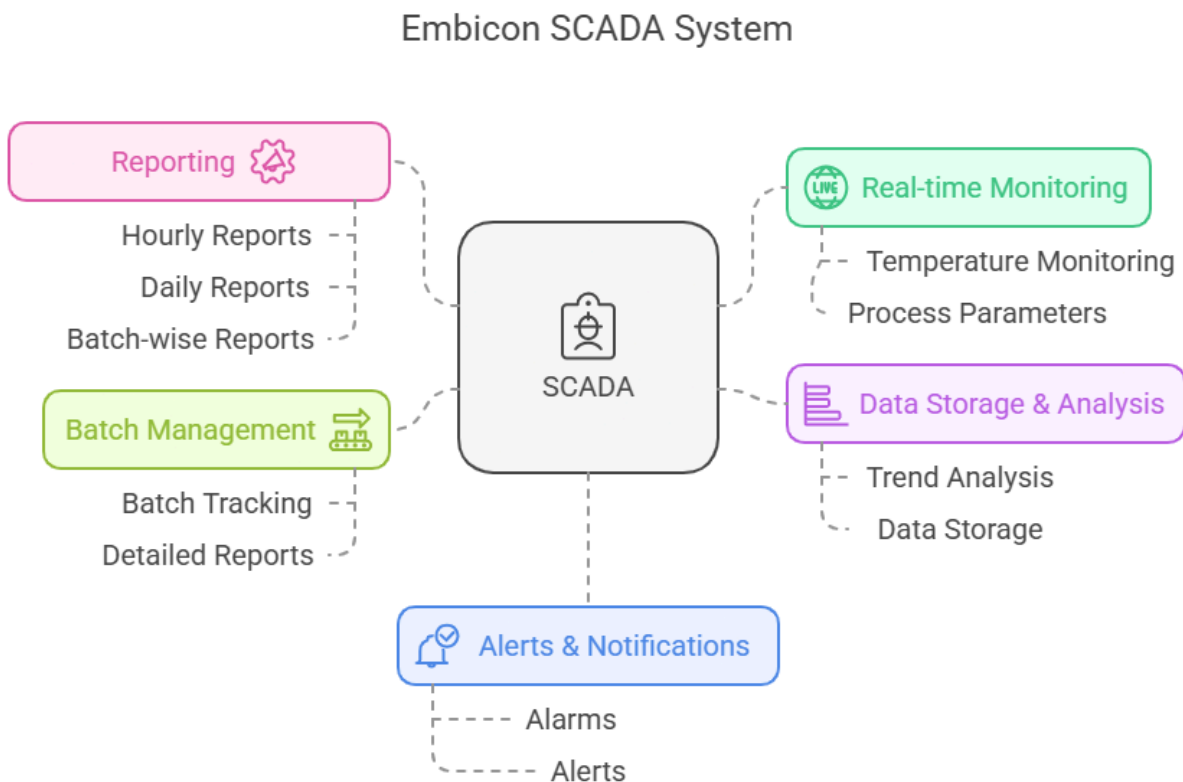 Embicon SCADA System
Reporting
Hourly Reports
Daily Reports
Batch-wise Reports
Batch Management
Batch Tracking
Detailed Reports
SCADA
LIVE
Real-time Monitoring
Temperature Monitoring
Process Parameters
Data Storage & Analysis
Trend Analysis
Data Storage
Alerts & Notifications
Alarms
Alerts